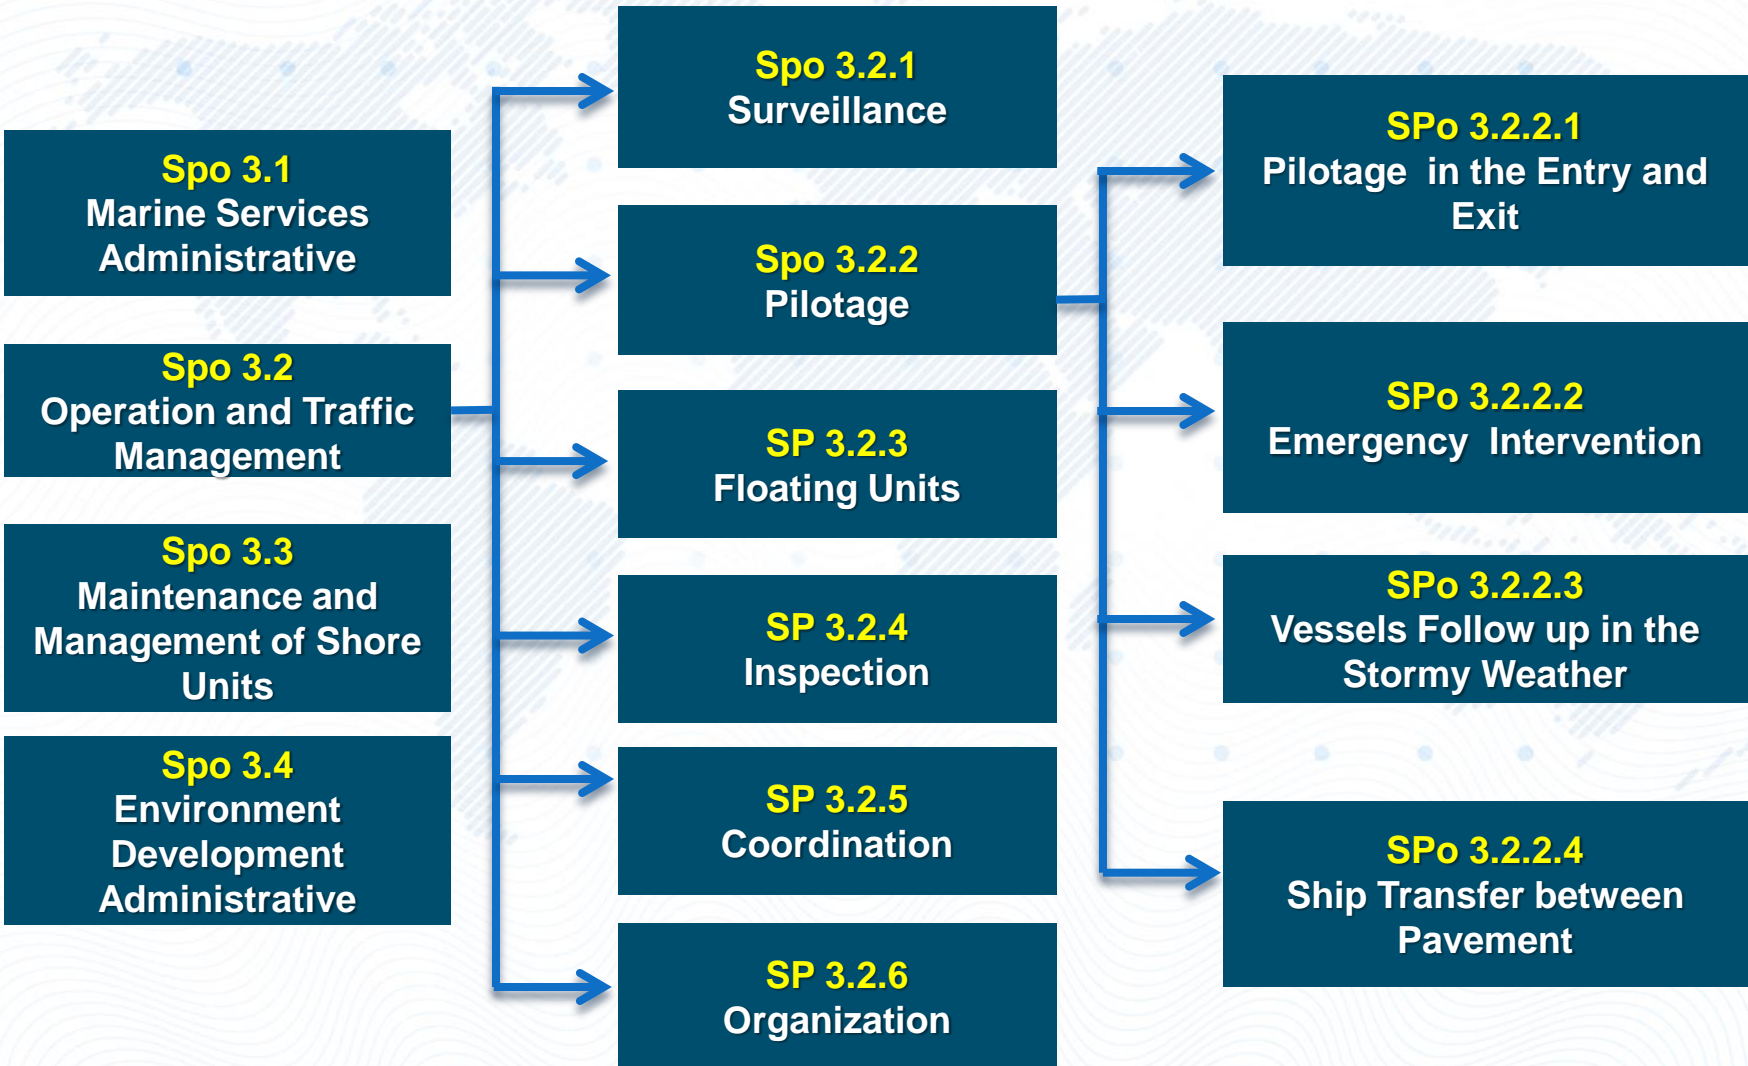 Spo 3.1
Marine Services
Administrative
Spo 3.2
Operation and Traffic
Management
Spo 3.3
Maintenance and
Management of Shore
Units
Spo 3.4
Environment
Development
Administrative
Spo 3.2.1
Surveillance
Spo 3.2.2
Pilotage
SP 3.2.3
Floating Units
SP 3.2.4
Inspection
SP 3.2.5
Coordination
SP 3.2.6
Organization
SPo 3.2.2.1
Pilotage  in the Entry and
Exit
SPo 3.2.2.2
Emergency  Intervention
SPo 3.2.2.3
Vessels Follow up in the
Stormy Weather
SPo 3.2.2.4
Ship Transfer between
Pavement